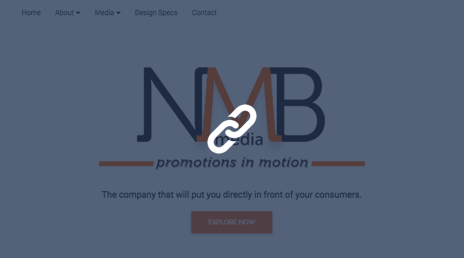 Home About Media Design Specs Contact
NMB
media
promotions in motion
The company that will put you directly in front of your consumers.
EXPLORE NOW